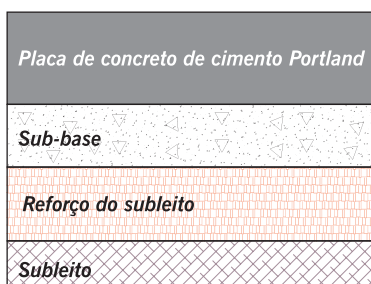 Placa de concreto de cimento Portland
Sub-base
Reforço do subleito
Subleito